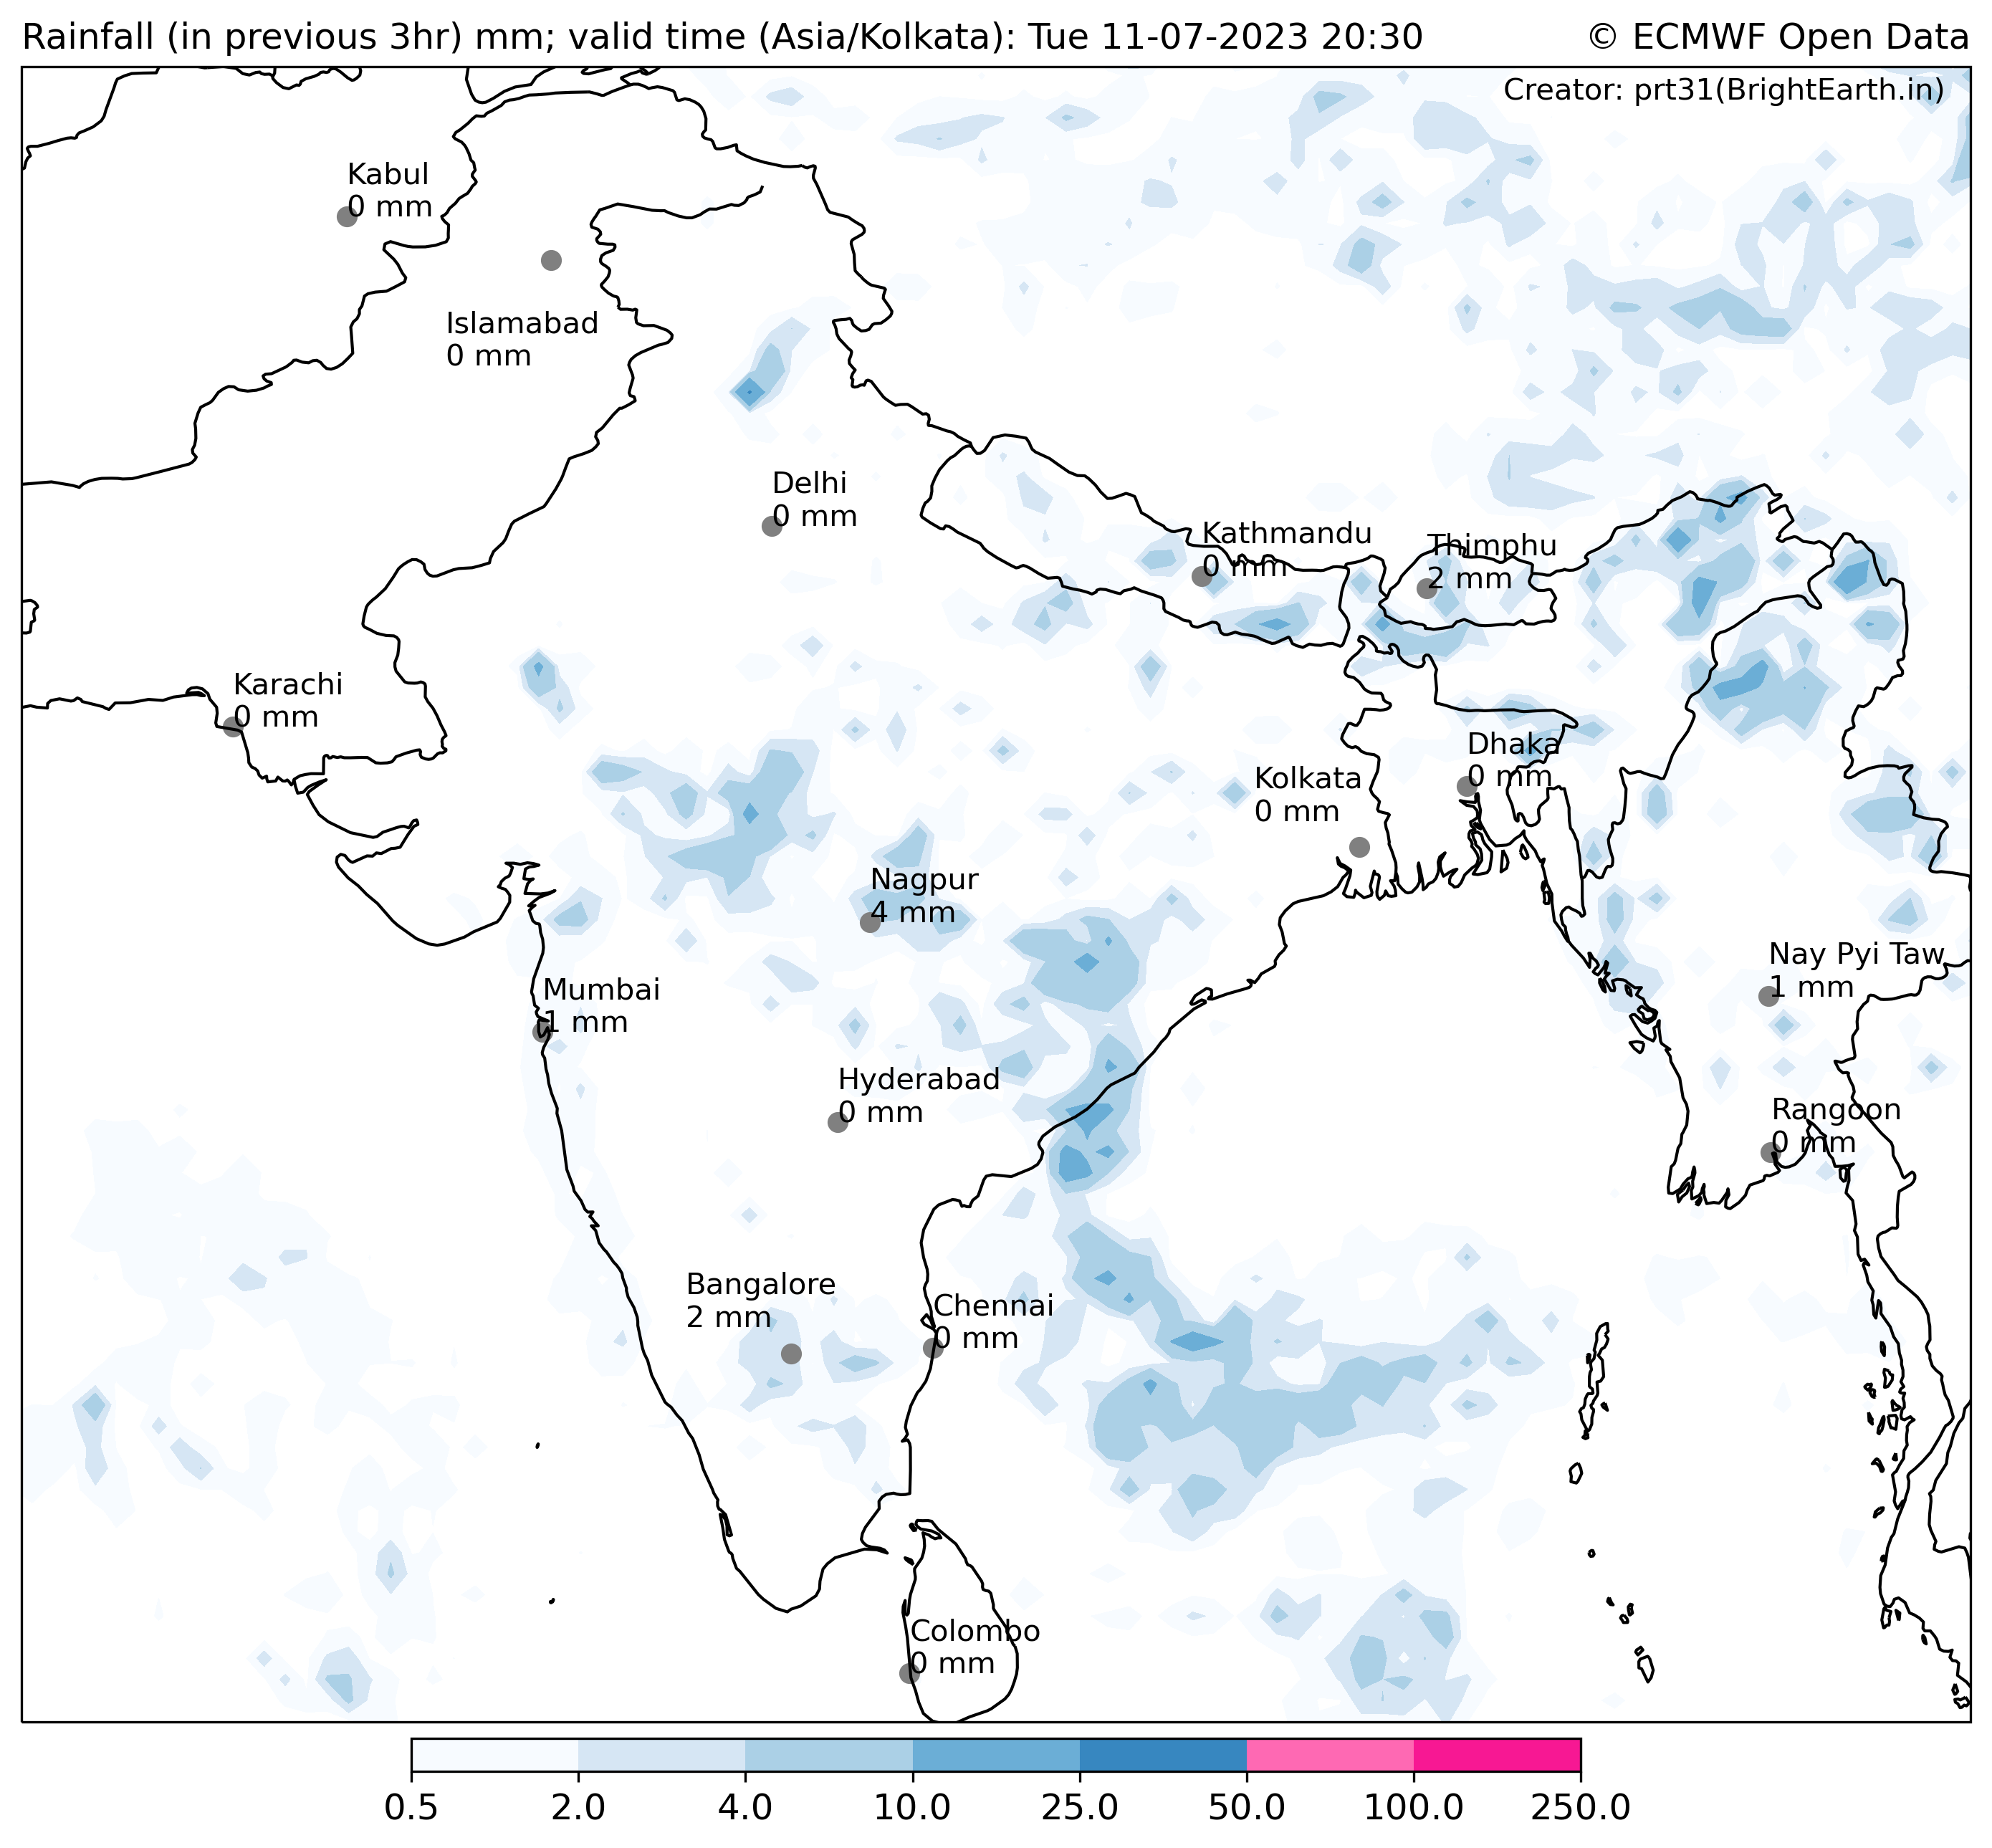 Rainfall (in previous 3hr) mm; valid time (Asia/Kolkata): Tue 11-07-2023 20:30
© ECMWF Open Data
Creator: prt31(BrightEarth.in)
Kabul
0 mm
Islamabad
0 mm
Delhi
0 mm
Kathmandu
0 mm
Thimphu
2 mm
Karachi
0 mm
Dhaka
0 mm
Kolkata
0 mm
Nagpur
4 mm
Nay Pyi Taw
1 mm
Mumbai
1 mm
Hyderabad
0 mm
Rangoon
0 mm
Bangalore
2 mm
Chennai
0 mm
Colombo
0 mm
0.5 2.0 4.0 10.0 25.0 50.0 100.0 250.0